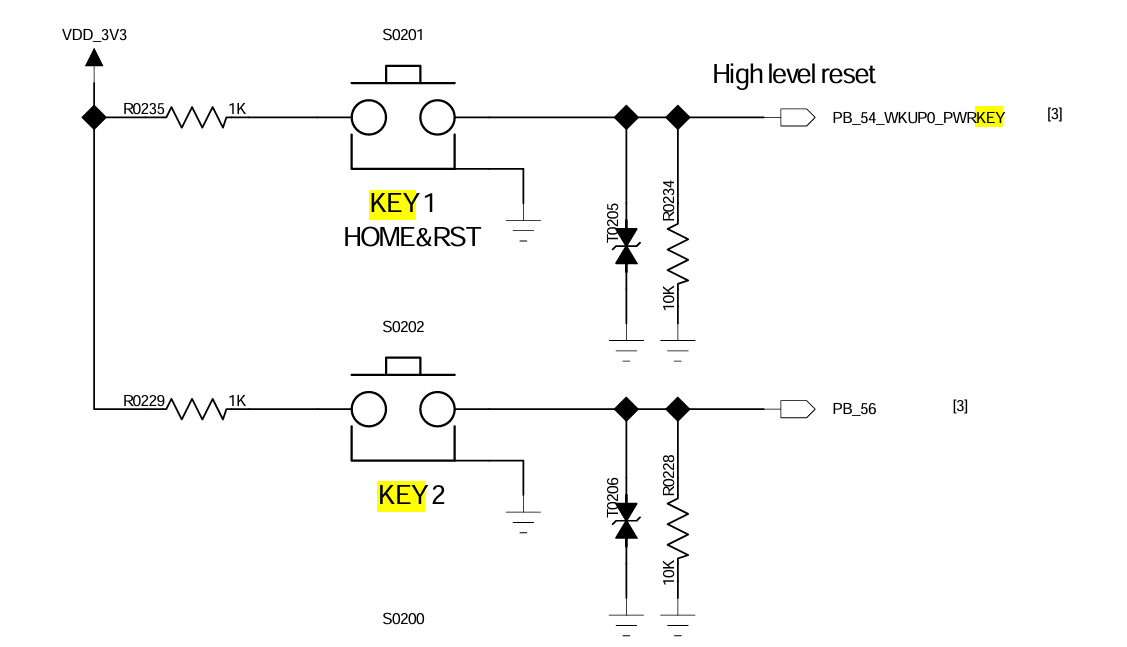 VDD_3V3
S0201
High level reset
R0235
1K
PB_54_WKUP0_PWRKEY
[3]
KEY 1
HOME&RST
T0205
R0234
10K
S0202
R0229
1K
PB_56
[3]
KEY 2
T0206
R0228
10K
S0200